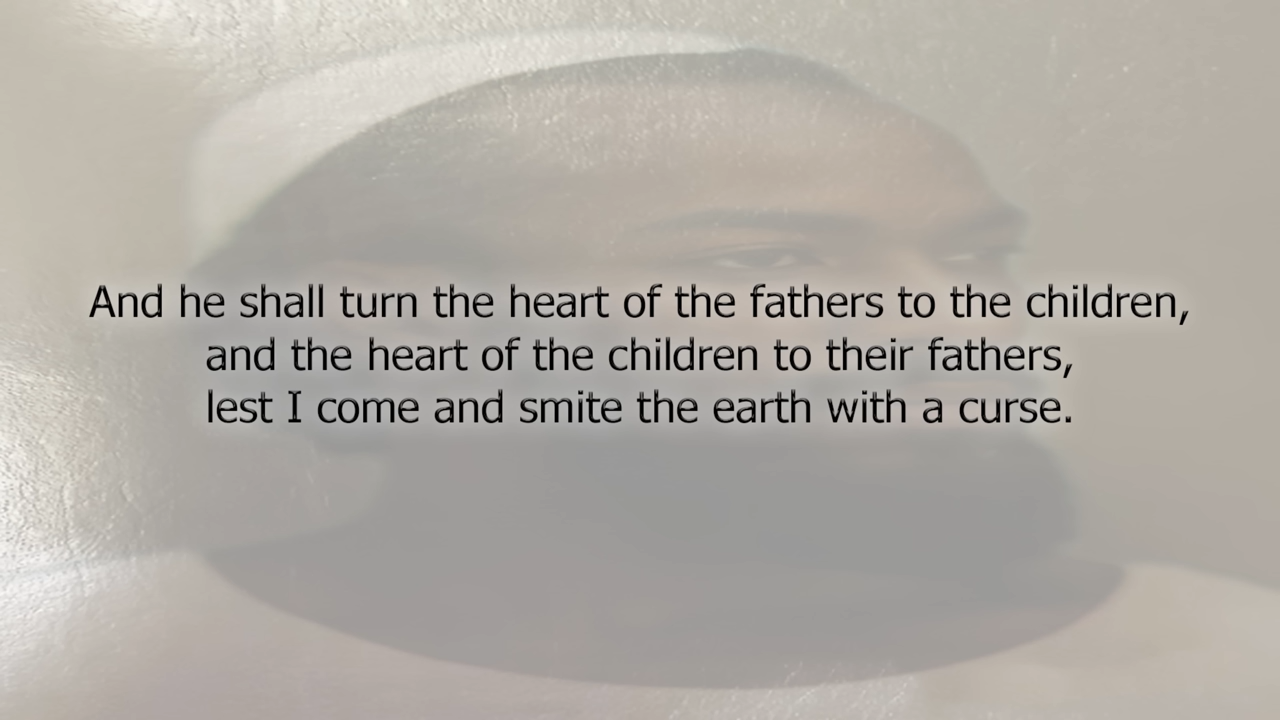 And he shall turn the heart of the fathers to the children,
and the heart of the children to their fathers,
lest I come and smite the earth with a curse.